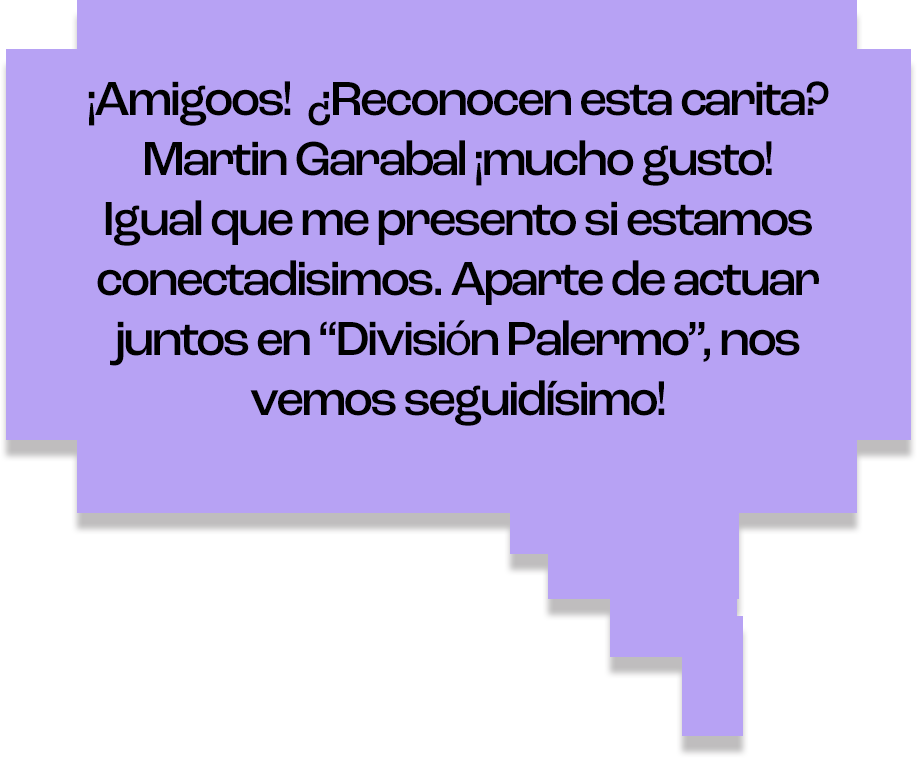 ¡Amigoos! ¿Reconocen esta carita?
Martin Garabal ¡mucho gusto!
Igual que me presento si estamos
conectadisimos. Aparte de actuar
juntos en “División Palermo”, nos
vemos seguidísimo!